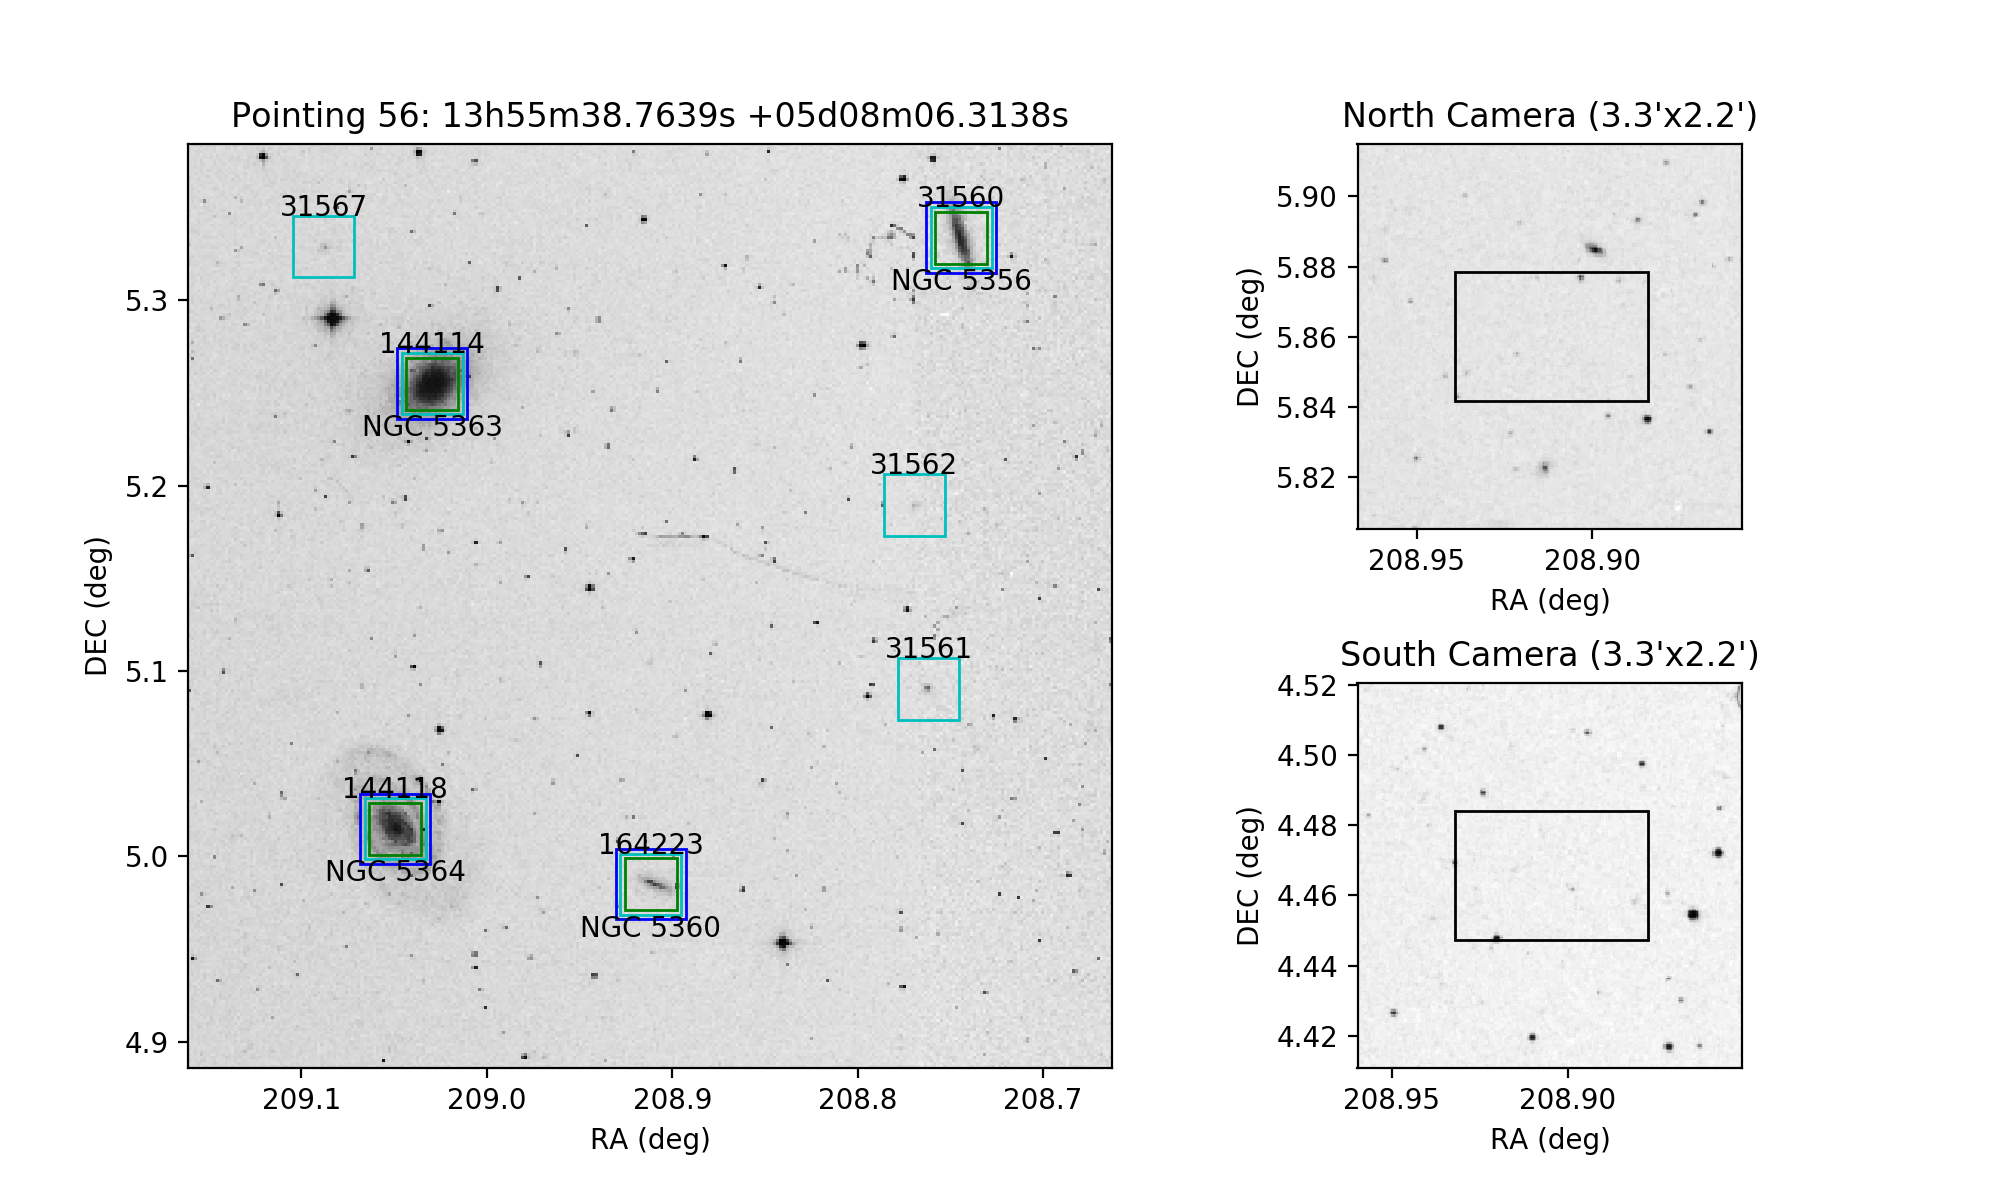 Pointing 56: 13h55m38.7639s +05d08m06.3138s
31567
31560
NGC 5356
144114
NGC 5363
31562
31561
144118
NGC 5364
164223
NGC 5360
5.3
5.2
5.1
5.0
4.9
DEC (deg)
209.1 209.0 208.9 208.8 208.7
RA (deg)
North Camera (3.3'x2.2')
5.90
5.88
5.86
5.84
5.82
DEC (deg)
208.95 208.90
RA (deg)
South Camera (3.3'x2.2')
4.52
4.50
4.48
4.46
4.44
4.42
DEC (deg)
208.95 208.90
RA (deg)